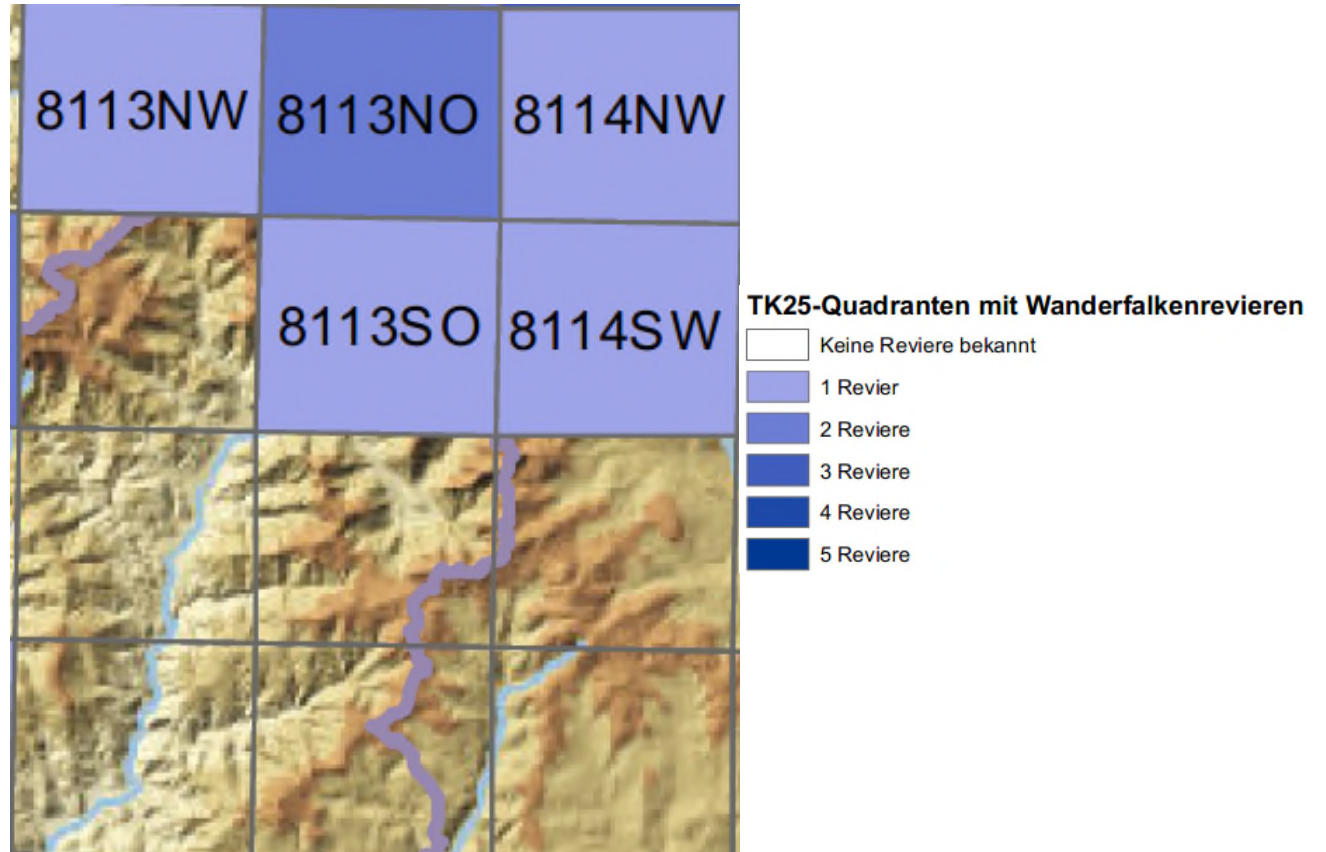 8113NW 8113NO 8114NW
8113SO 8114SW
TK25-Quadranten mit Wanderfalkenrevieren
Keine Reviere bekannt
1 Revier
2 Reviere
3 Reviere
4 Reviere
5 Reviere